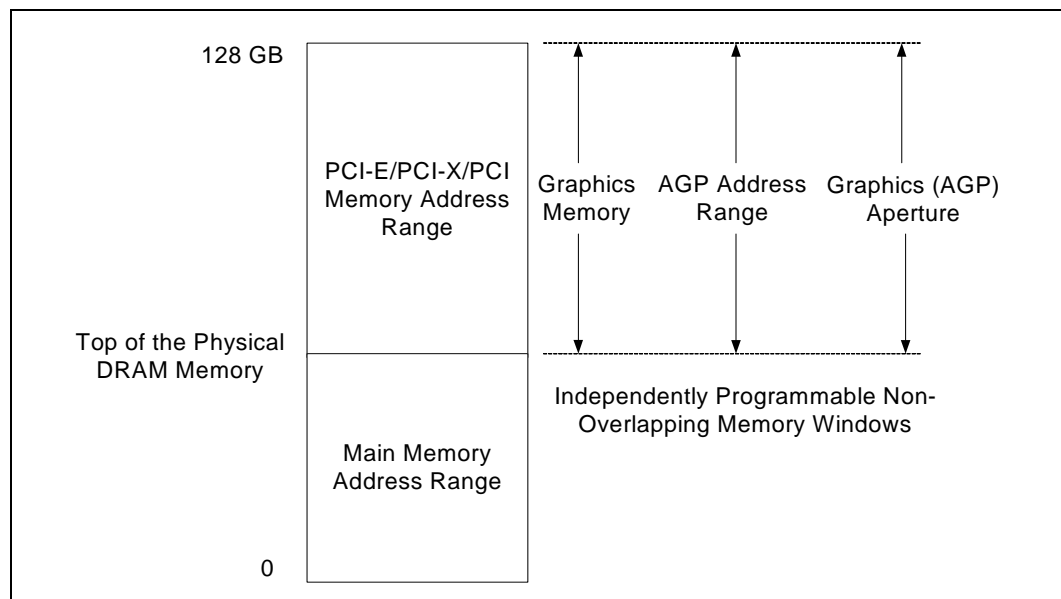 128 GB
PCI-E/PCI-X/PCI
Memory Address
Range
Graphics
Memory
AGP Address
Range
Graphics (AGP)
Aperture
Top of the Physical
DRAM Memory
Independently Programmable Non-
Overlapping Memory Windows
Main Memory
Address Range
0